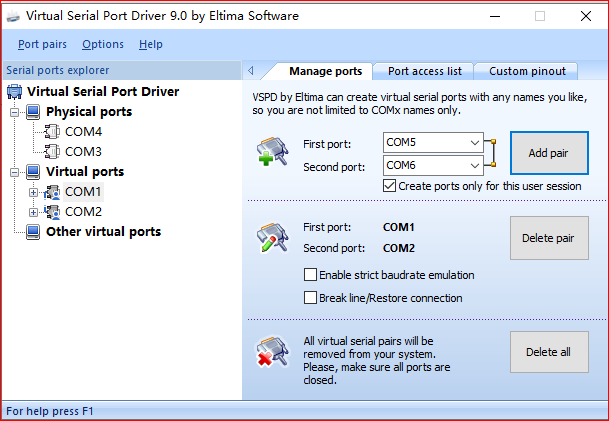 Virtual Serial Port Driver 9.0 by Eltima Software
Port pairs Options Help
Serial ports explorer
Virtual Serial Port Driver
Physical ports
COM4
COM3
Virtual ports
COM1
COM2
Other virtual ports
Manage ports Port access list Custom pinout
VSPD by Eltima can create virtual serial ports with any names you like,
so you are not limited to COMx names only.
First port: COM5
Second port: COM6
Add pair
Create ports only for this user session
First port: COM1
Second port: COM2
Delete pair
Enable strict baudrate emulation
Break line/Restore connection
All virtual serial pairs will be
removed from your system.
Please, make sure all ports are
closed.
Delete all
For help press F1